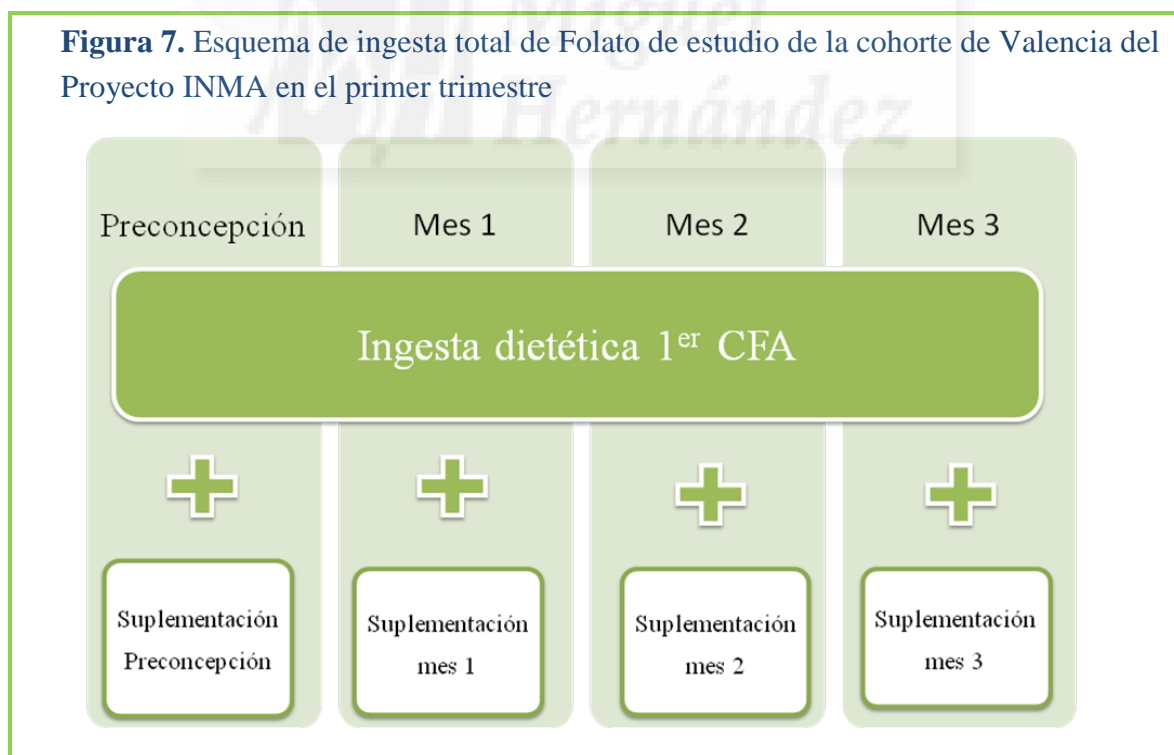 Miguel
Hernández
Figura 7. Esquema de ingesta total de Folato de estudio de la cohorte de Valencia del
Proyecto INMA en el primer trimestre
Preconcepción
Mes 1
Mes 2
Mes 3
Ingesta dietética 1er CFA
Suplementación
Preconcepción
Suplementación
mes 1
Suplementación
mes 2
Suplementación
mes 3